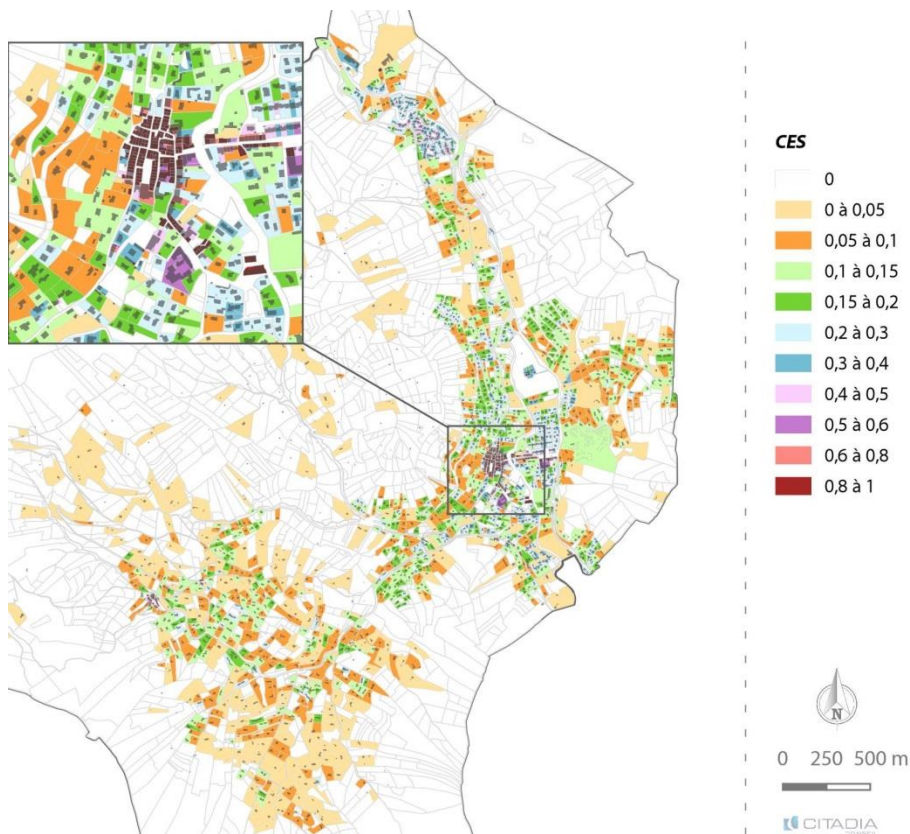 CES
0
0 à 0,05
0,05 à 0,1
0,1 à 0,15
0,15 à 0,2
0,2 à 0,3
0,3 à 0,4
0,4 à 0,5
0,5 à 0,6
0,6 à 0,8
0,8 à 1
N
0 250 500 m
CITADIA